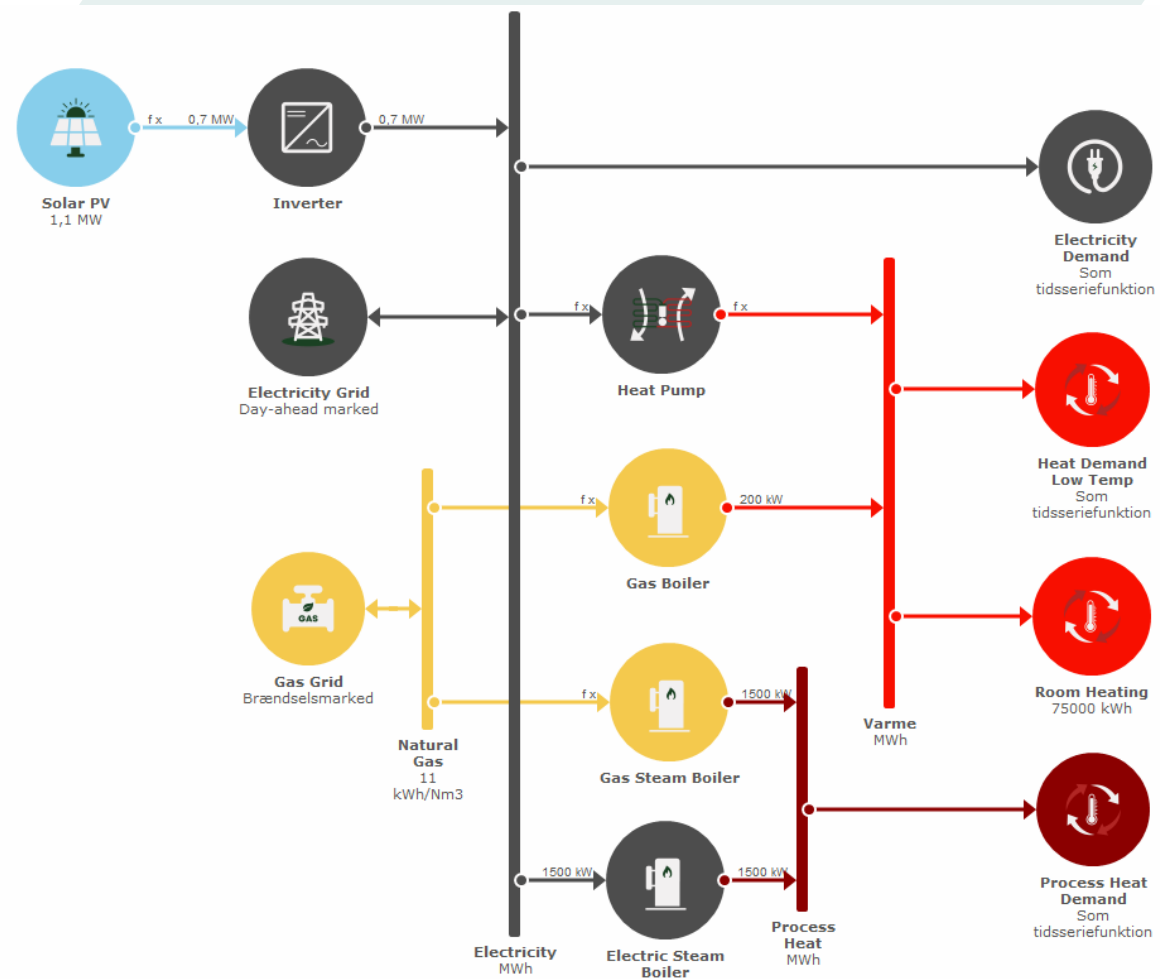 f x 0,7 MW
0,7 MW
Solar PV
1,1 MW
Inverter
Electricity
Demand
Som
tidsseriefunktion
f x
f x
Electricity Grid
Day-ahead marked
Heat Pump
Heat Demand
Low Temp
Som
tidsseriefunktion
f x
200 kW
Gas Boiler
GAS
Gas Grid
Brændselsmarked
f x
1500 kW
Room Heating
75000 kWh
Varme
MWh
Natural
Gas
11
kWh/Nm3
Gas Steam Boiler
1500 kW
1500 kW
Process Heat
Demand
Som
tidsseriefunktion
Electricity
MWh
Electric Steam
Boiler
Process
Heat
MWh